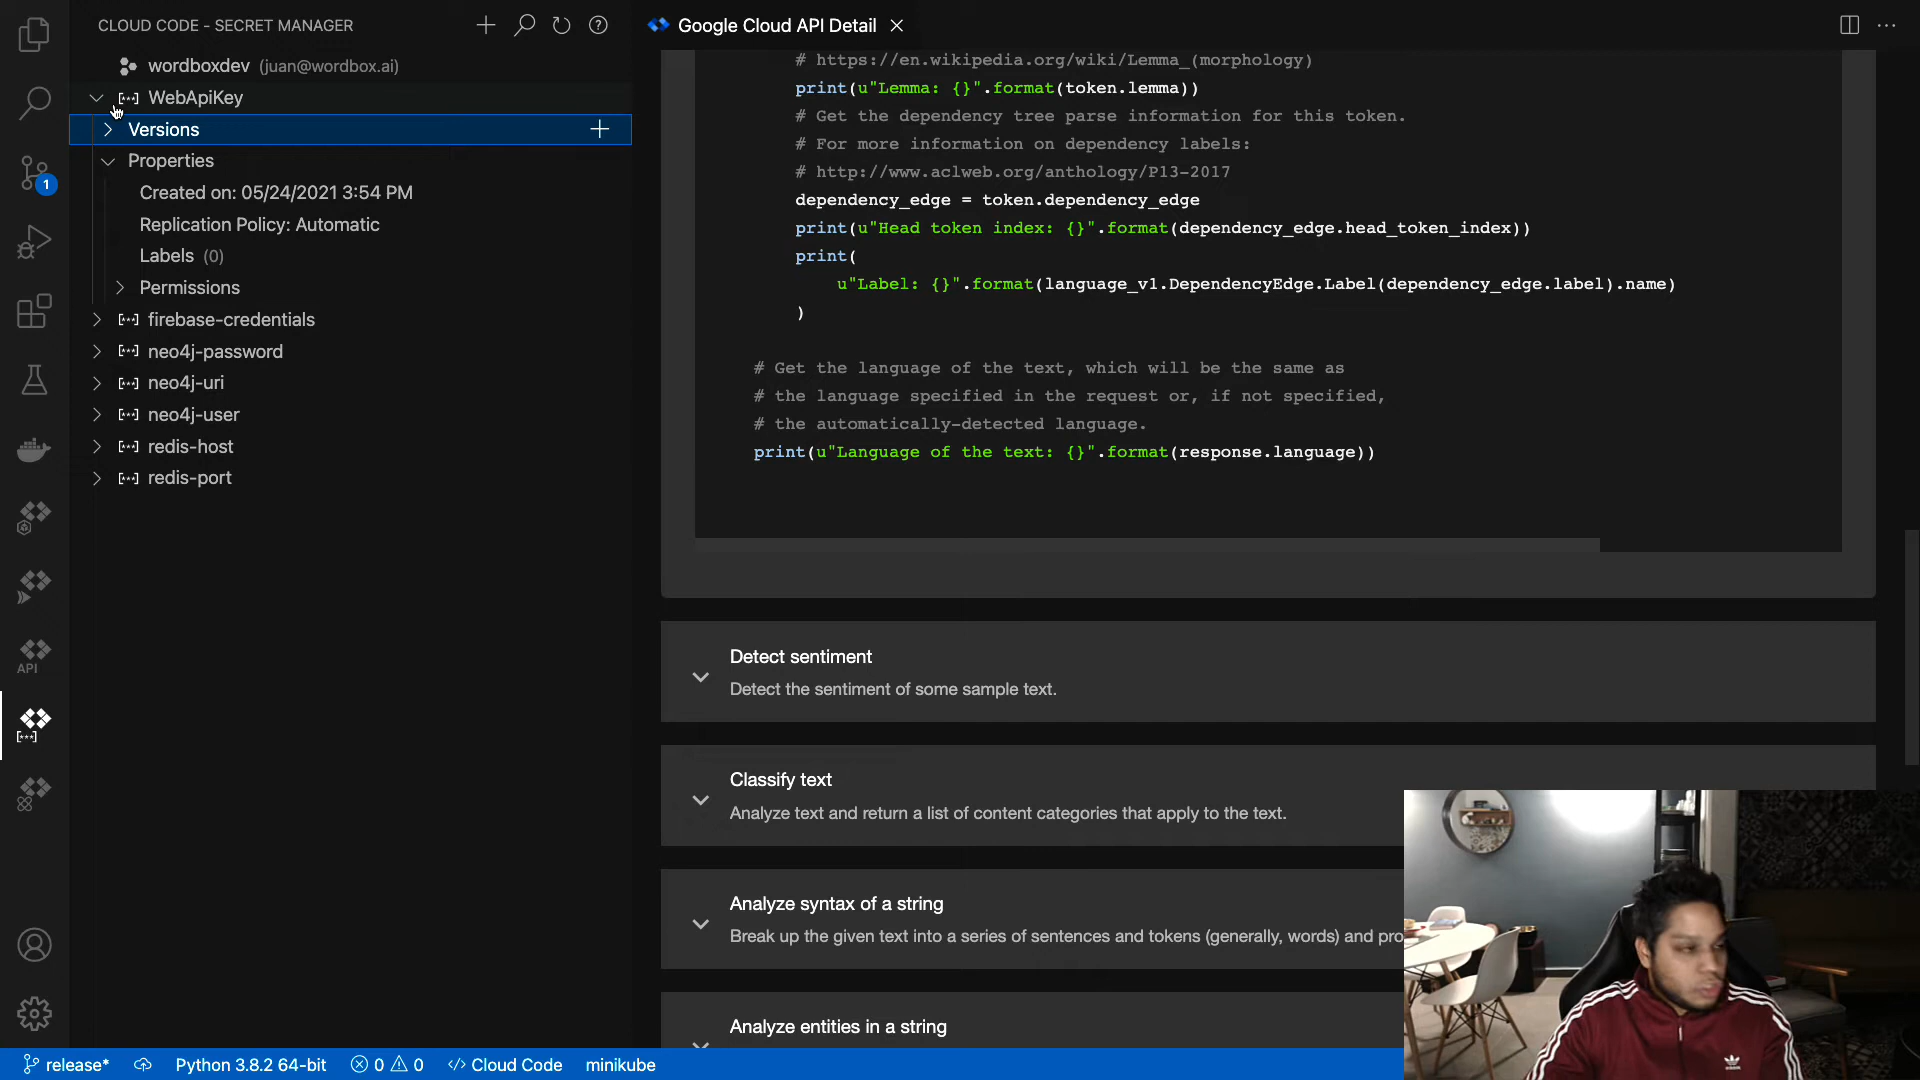 CLOUD CODE - SECRET MANAGER
wordboxdev (juan@wordbox.ai)
WebApiKey
Versions
Properties
Created on: 05/24/2021 3:54 PM
Replication Policy: Automatic
Labels (0)
Permissions
firebase-credentials
neo4j-password
neo4j-uri
neo4j-user
redis-host
redis-port
1
API
Google Cloud API Detail
# https://en.wikipedia.org/wiki/Lemma_(morphology)
print(u"Lemma: {}".format(token.lemma))
# Get the dependency tree parse information for this token.
# For more information on dependency labels:
# http://www.aclweb.org/anthology/P13-2017
dependency_edge = token.dependency_edge
print(u"Head token index: {}".format(dependency_edge.head_token_index))
print(
u"Label: {}".format(language_v1.DependencyEdge.Label(dependency_edge.label).name)
)
# Get the language of the text, which will be the same as
# the language specified in the request or, if not specified,
# the automatically-detected language.
print(u"Language of the text: {}".format(response.language))
Detect sentiment
Detect the sentiment of some sample text.
Classify text
Analyze text and return a list of content categories that apply to the text.
Analyze syntax of a string
Break up the given text into a series of sentences and tokens (generally, words) and pro
Analyze entities in a string
release* Python 3.8.2 64-bit 0 0 </> Cloud Code minikube